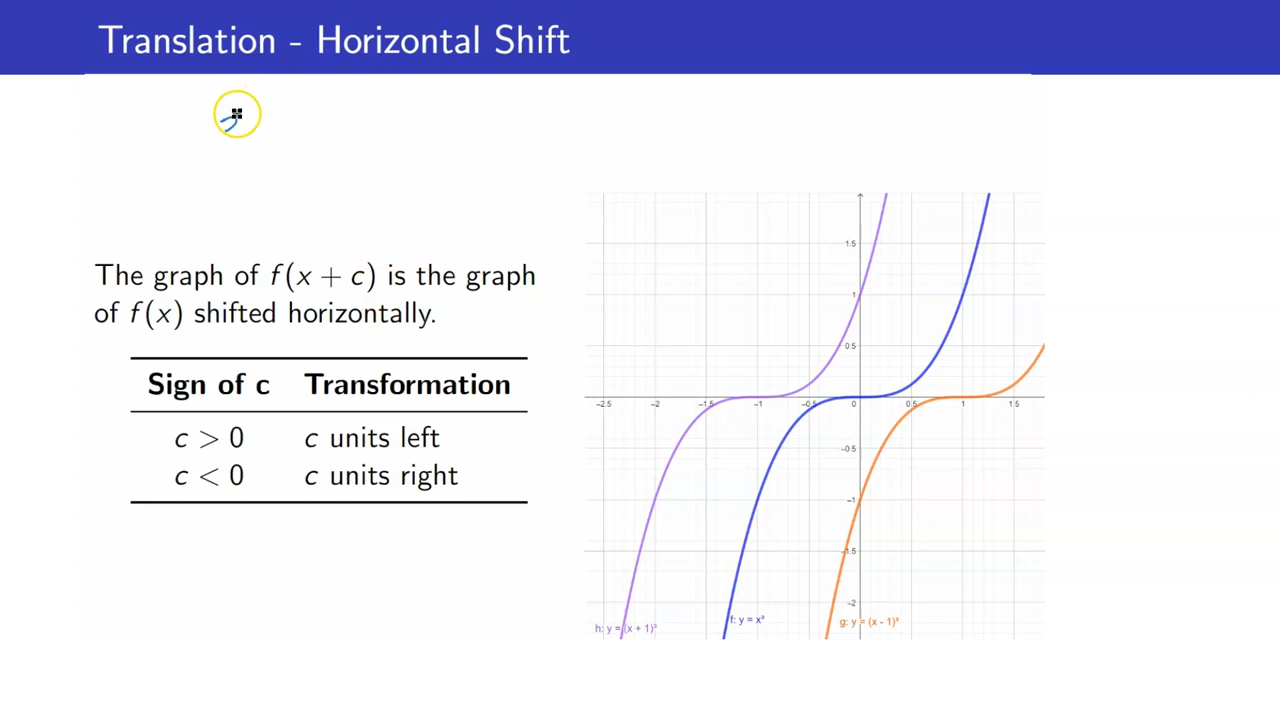 Translation - Horizontal Shift
The graph of f(x + c) is the graph
of f(x) shifted horizontally.
Sign of c Transformation
c > 0 c units left
c < 0 c units right
1.5
1
0.5
−2.5 −2 −1.5 −1 −0.5 0 0.5 1 1.5
−0.5
−1
−1.5
−2
h: y = (x + 1)³
f: y = x³
g: y = (x - 1)³